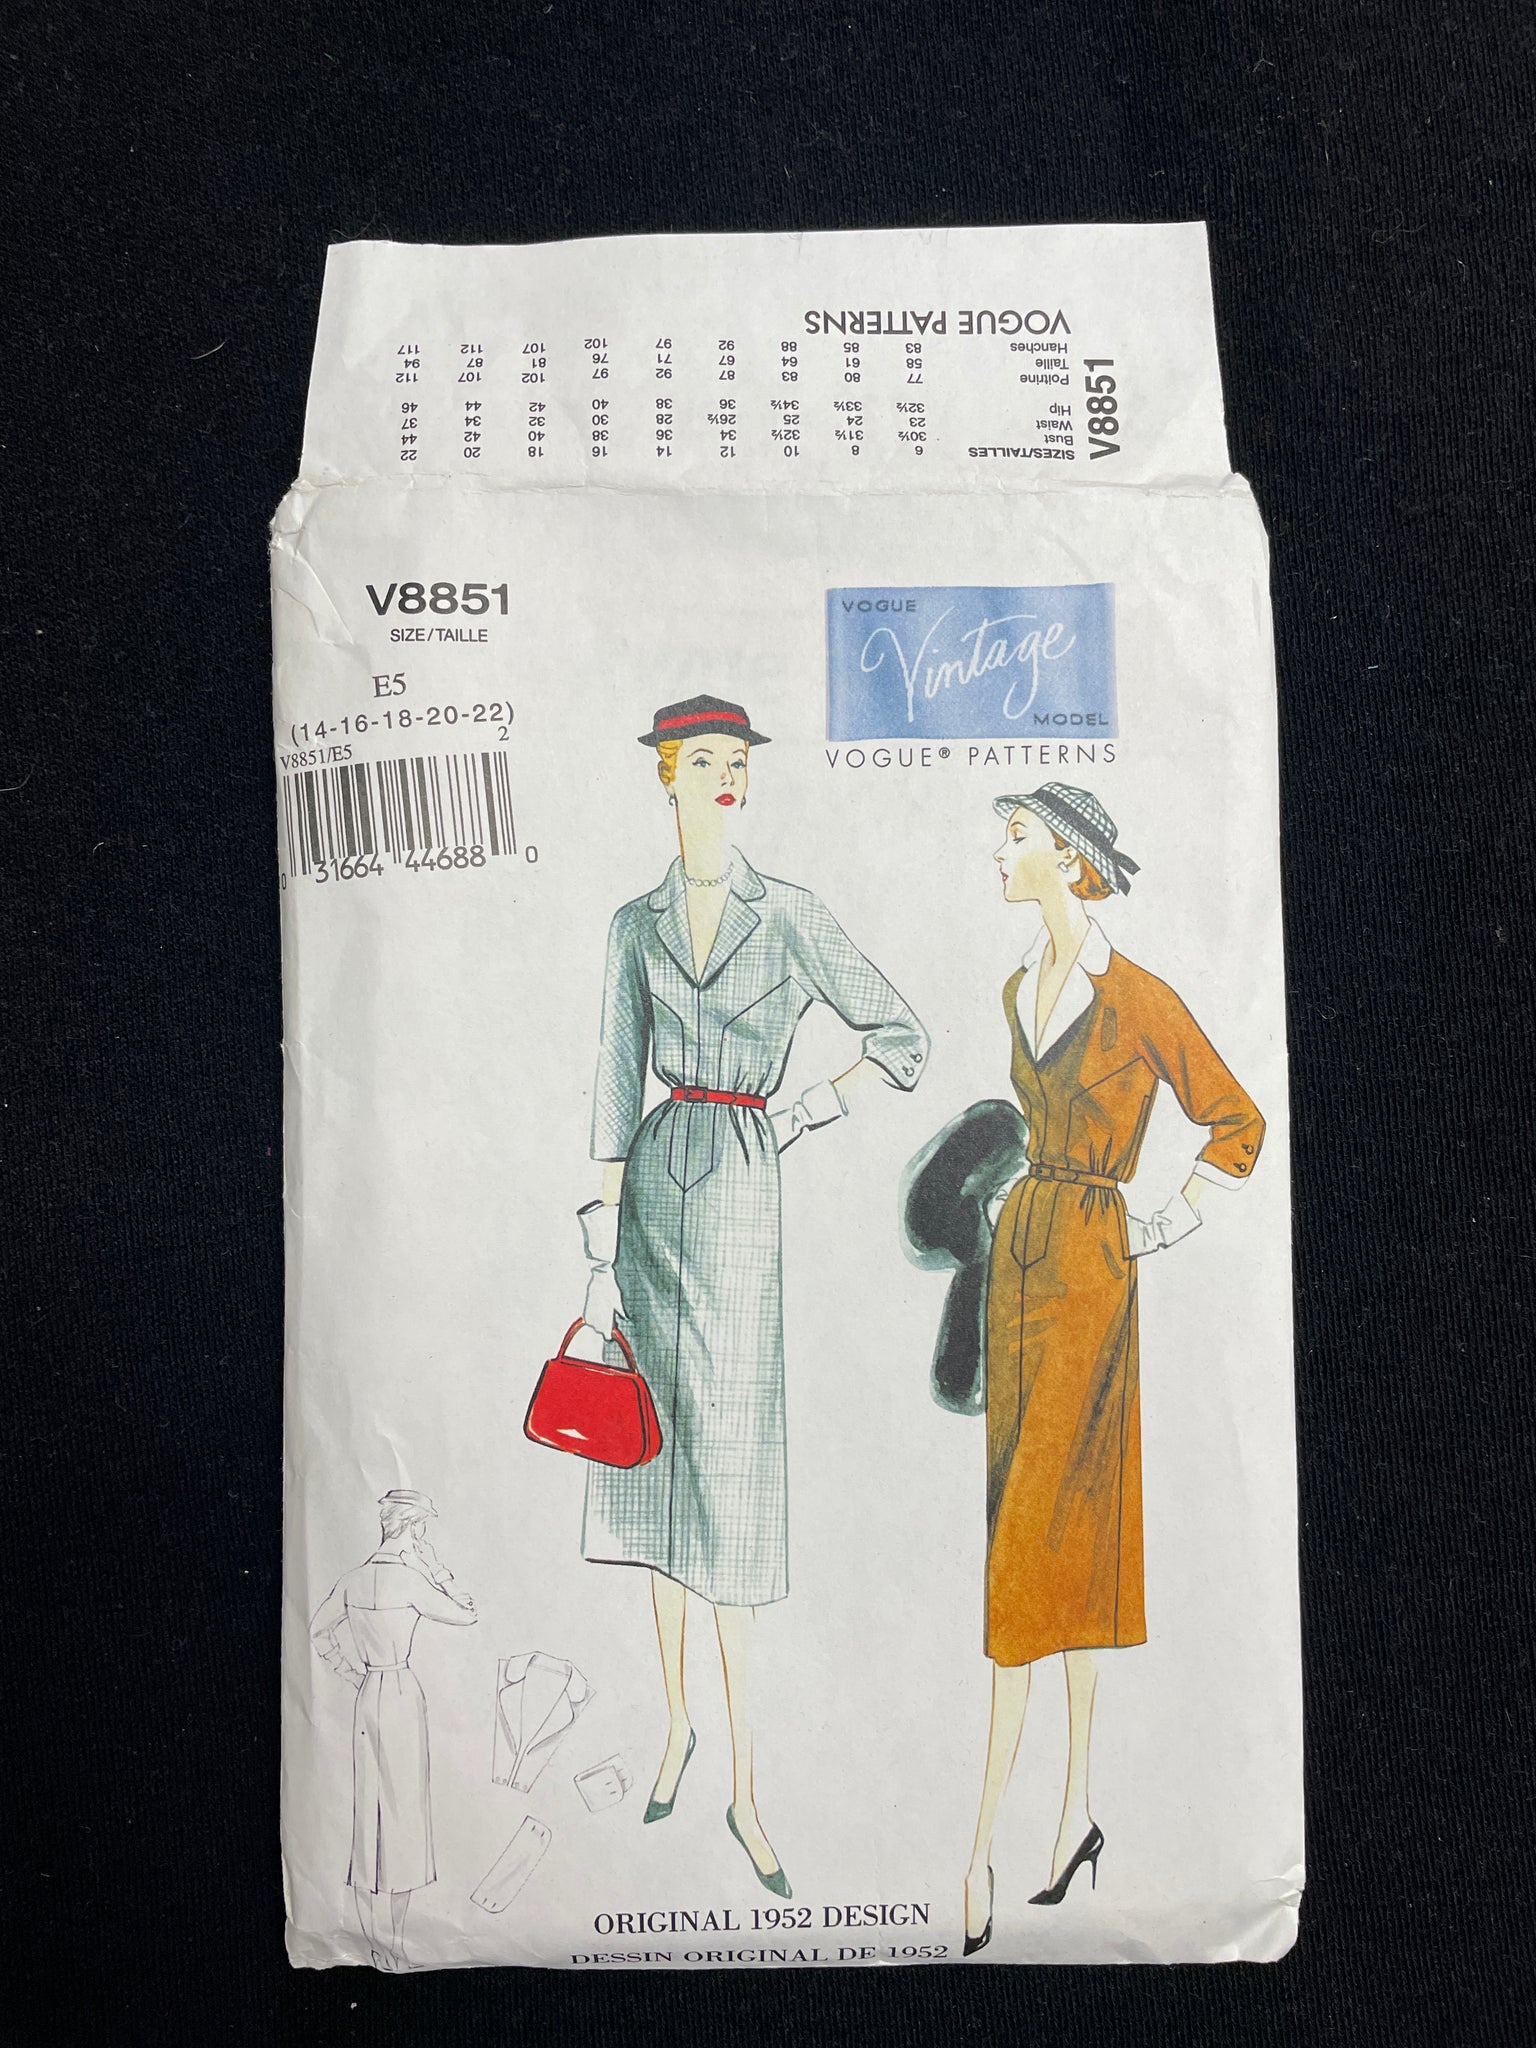 V8851
SIZES/TAILLES 6 8 10 12 14 16 18 20 22
Bust 30½ 31½ 32½ 34 36 38 40 42 44
Waist 23 24 25 26½ 28 30 32 34 37
Hip 32½ 33½ 34½ 36 38 40 42 44 46
Poitrine 77 80 83 87 92 97 102 107 112
Taille 58 61 64 67 71 76 81 87 94
Hanches 83 85 88 92 97 102 107 112 117
VOGUE PATTERNS
V8851
SIZE/TAILLE
E5
(14-16-18-20-22)
V8851/E5 2
0 31664 44688 0
VOGUE
Vintage
MODEL
VOGUE® PATTERNS
ORIGINAL 1952 DESIGN
DESSIN ORIGINAL DE 1952